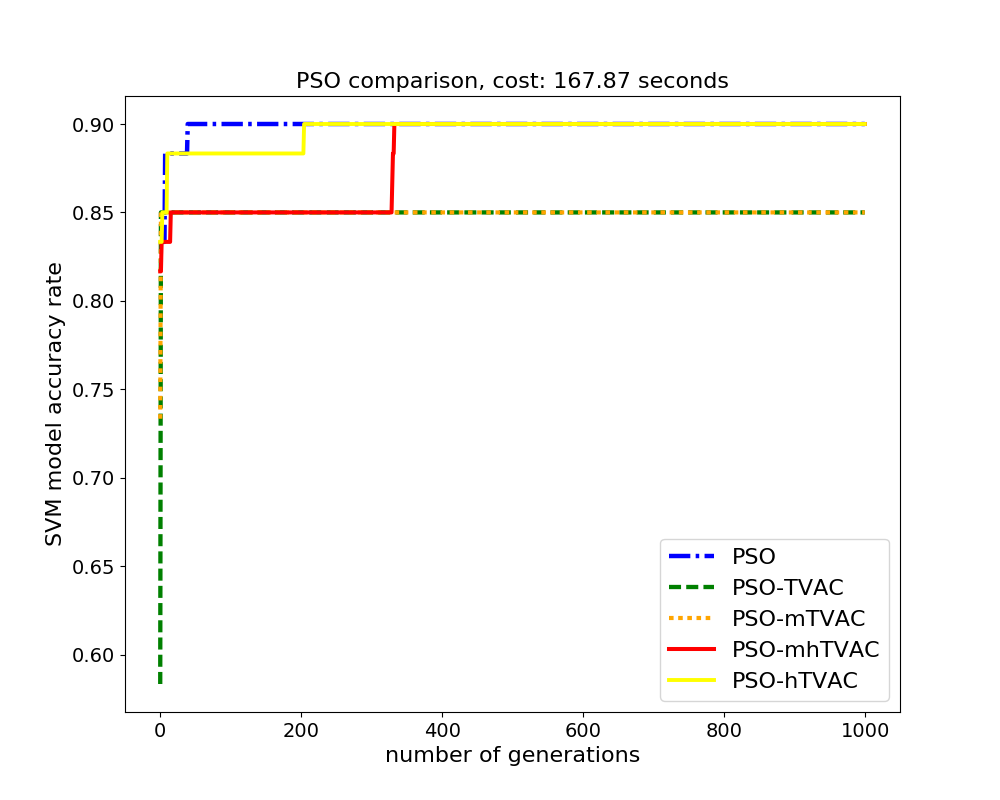 PSO comparison, cost: 167.87 seconds
SVM model accuracy rate
0.90
0.85
0.80
0.75
0.70
0.65
0.60
PSO
PSO-TVAC
PSO-mTVAC
PSO-mhTVAC
PSO-hTVAC
0 200 400 600 800 1000
number of generations